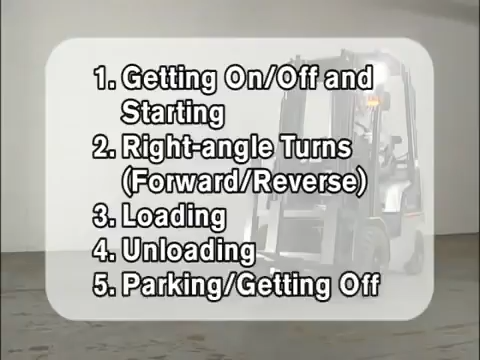 1. Getting On/Off and
Starting
2. Right-angle Turns
(Forward/Reverse)
3. Loading
4. Unloading
5. Parking/Getting Off